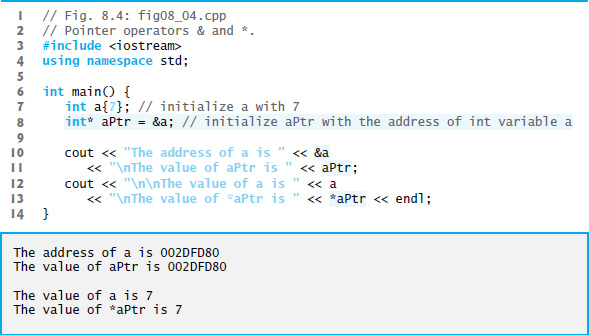 1 // Fig. 8.4: fig08_04.cpp
2 // Pointer operators & and *.
3 #include <iostream>
4 using namespace std;
5
6 int main() {
7 int a{7}; // initialize a with 7
8 int* aPtr = &a; // initialize aPtr with the address of int variable a
9
10 cout << "The address of a is " << &a
11 << "\nThe value of aPtr is " << aPtr;
12 cout << "\n\nThe value of a is " << a
13 << "\nThe value of *aPtr is " << *aPtr << endl;
14 }
The address of a is 002DFD80
The value of aPtr is 002DFD80
The value of a is 7
The value of *aPtr is 7